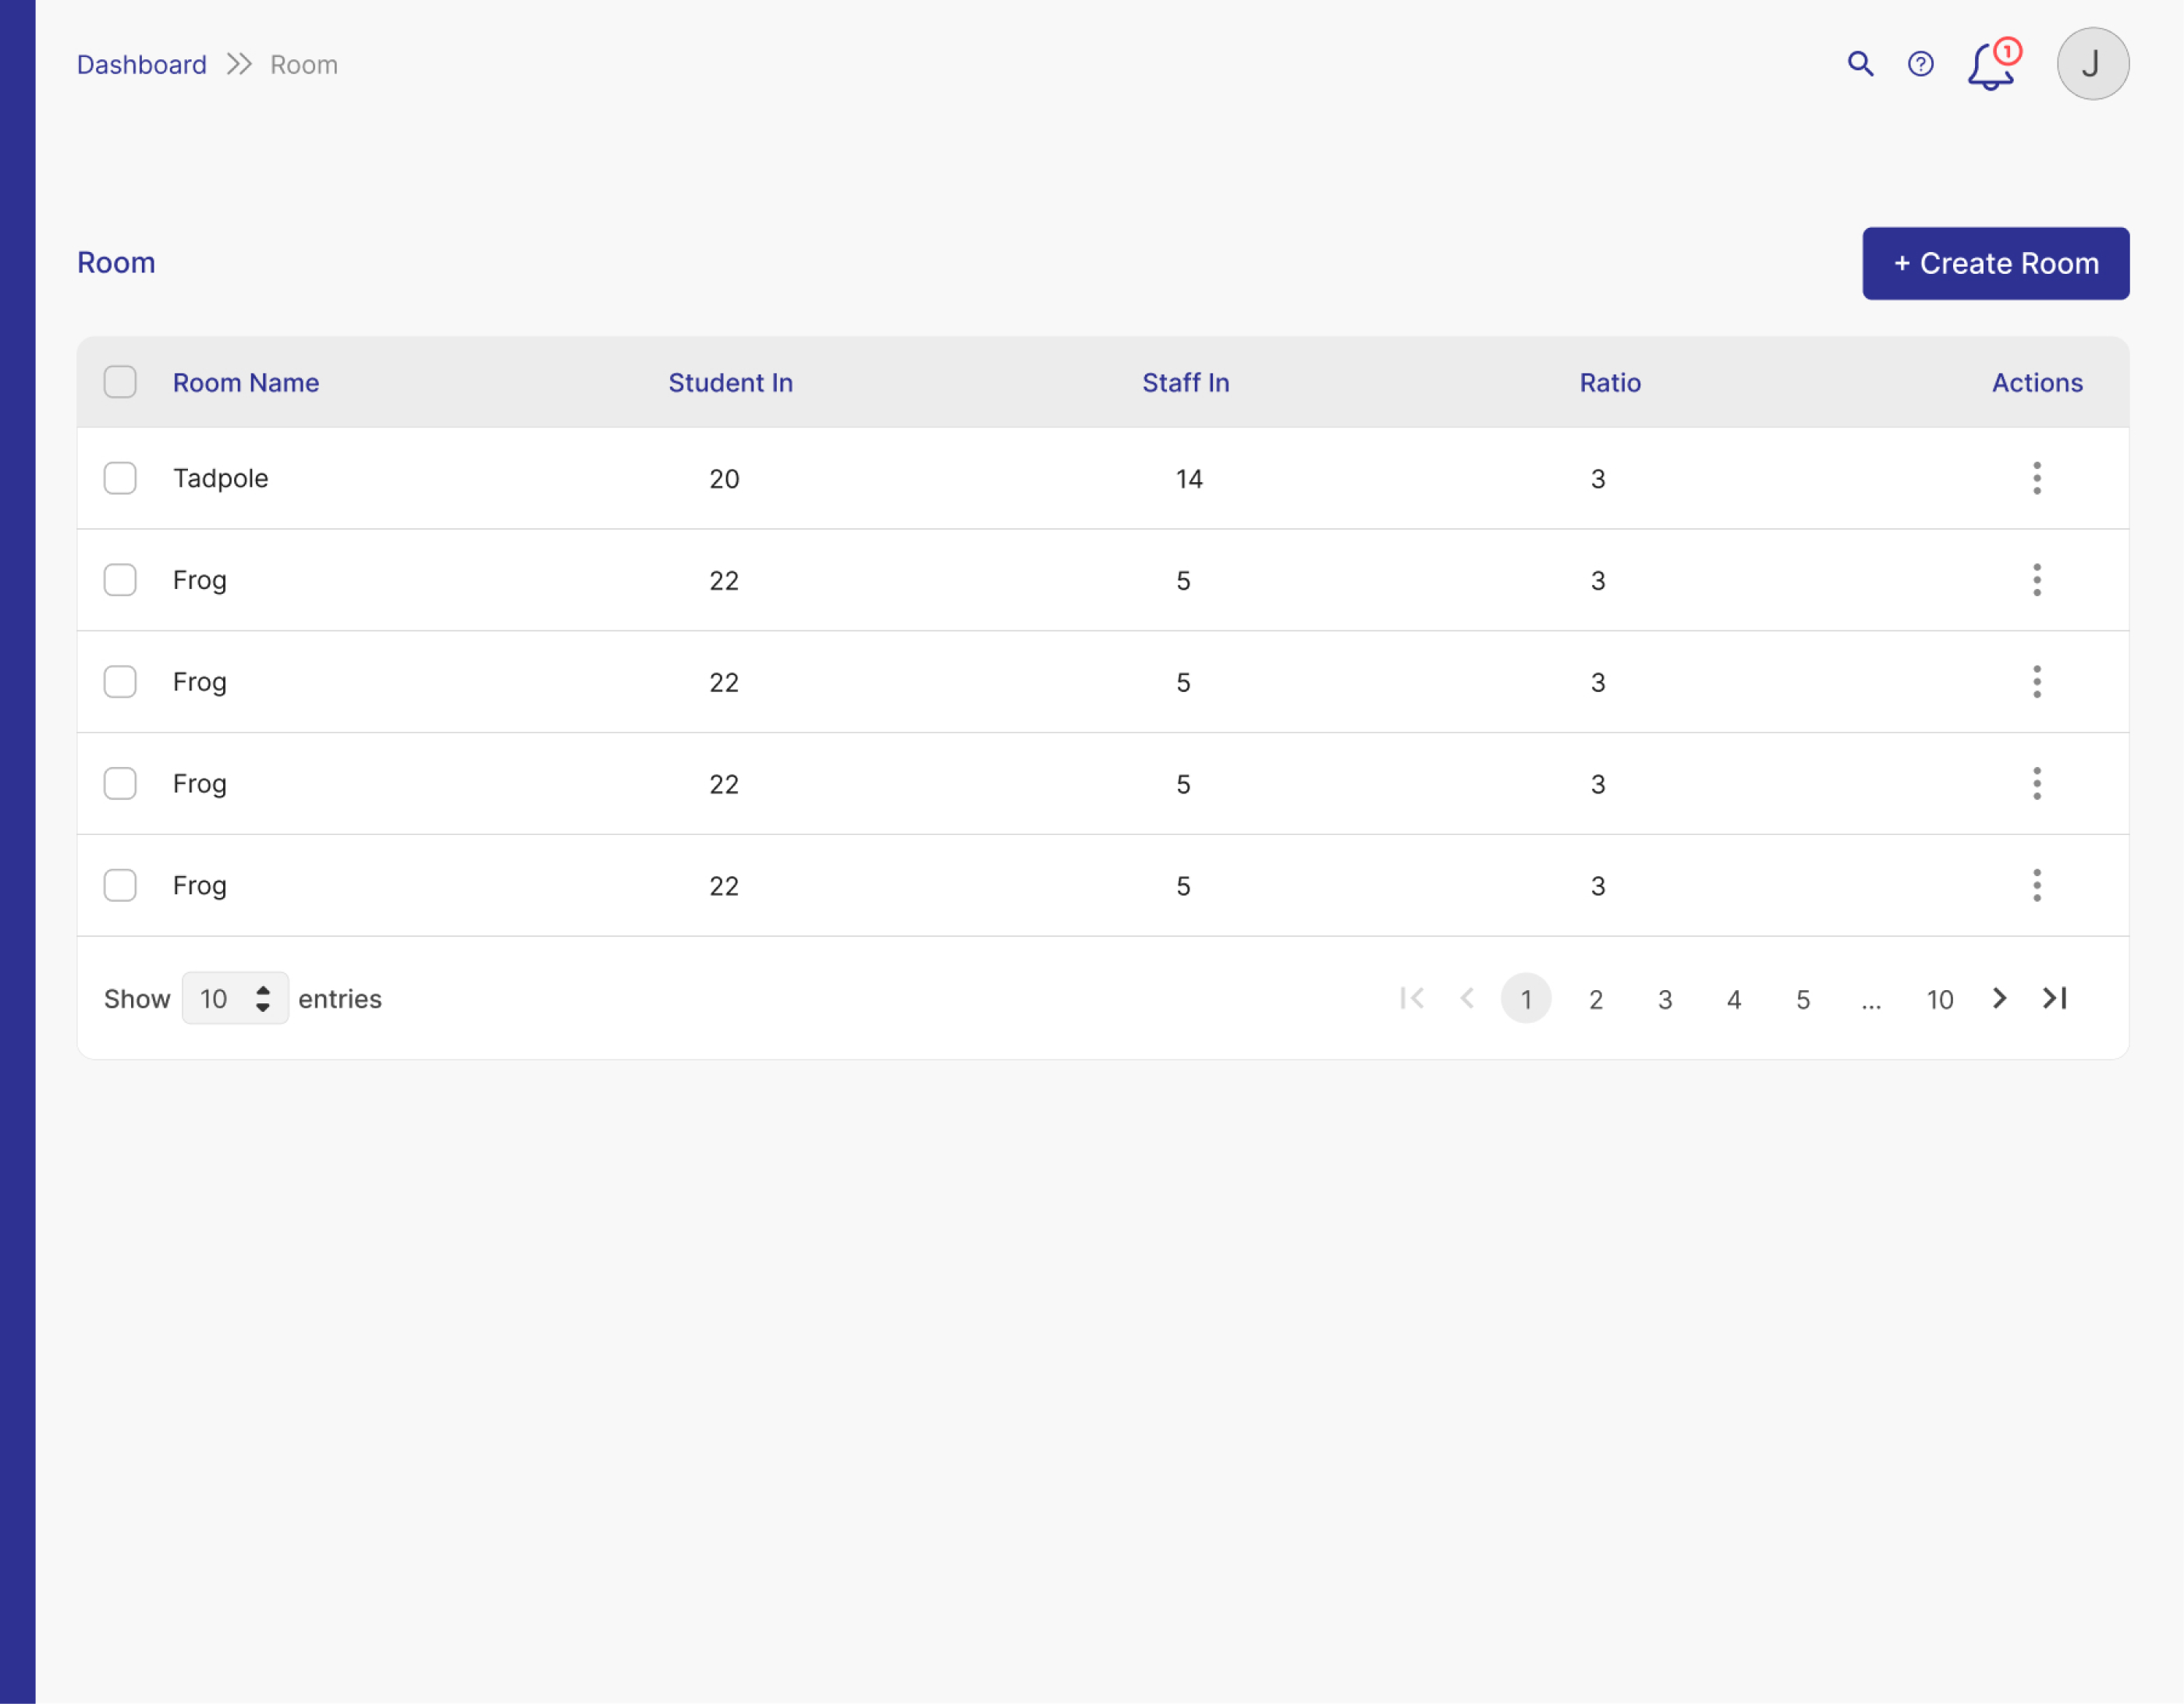 Dashboard Room
1
J
Room
+ Create Room
Room Name Student In Staff In Ratio Actions
Tadpole 20 14 3
Frog 22 5 3
Frog 22 5 3
Frog 22 5 3
Frog 22 5 3
Show 10 entries 1 2 3 4 5 ... 10